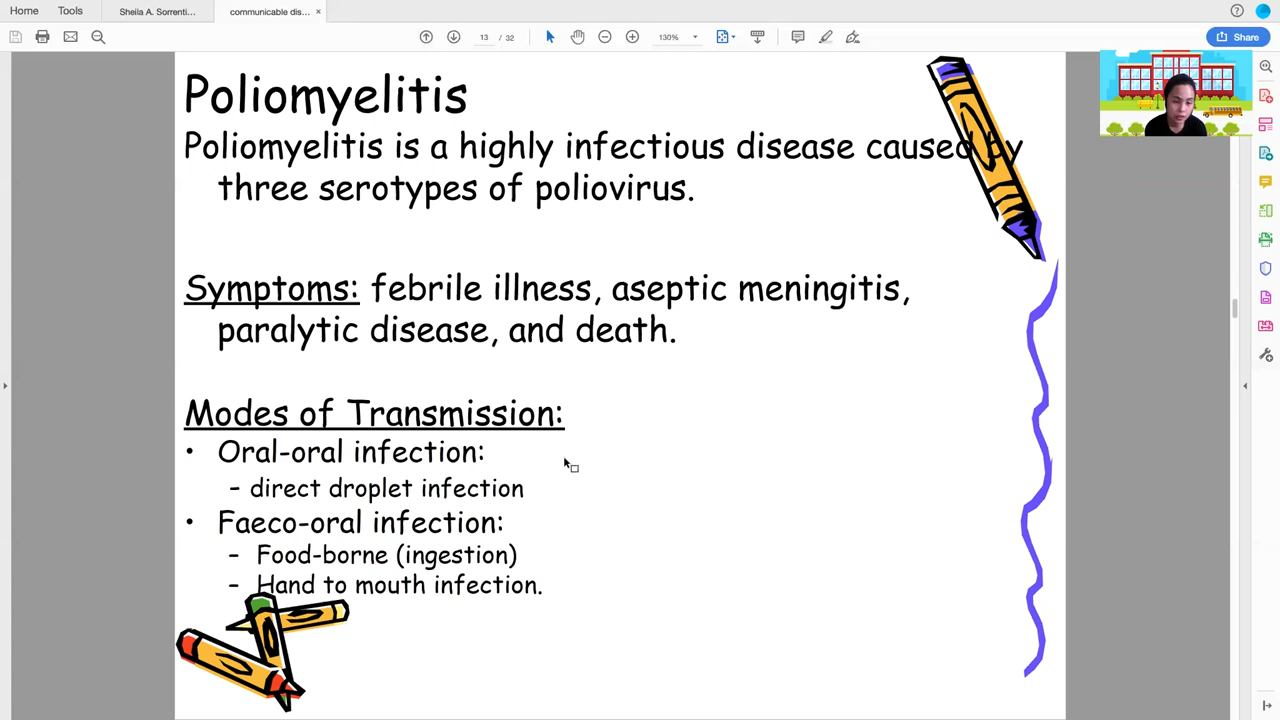 Home
Tools
Sheila A. Sorrenti...
communicable dis...
13 / 32
130%
Share
Poliomyelitis
Poliomyelitis is a highly infectious disease caused by
three serotypes of poliovirus.
Symptoms: febrile illness, aseptic meningitis,
paralytic disease, and death.
Modes of Transmission:
• Oral-oral infection:
– direct droplet infection
• Faeco-oral infection:
– Food-borne (ingestion)
– Hand to mouth infection.